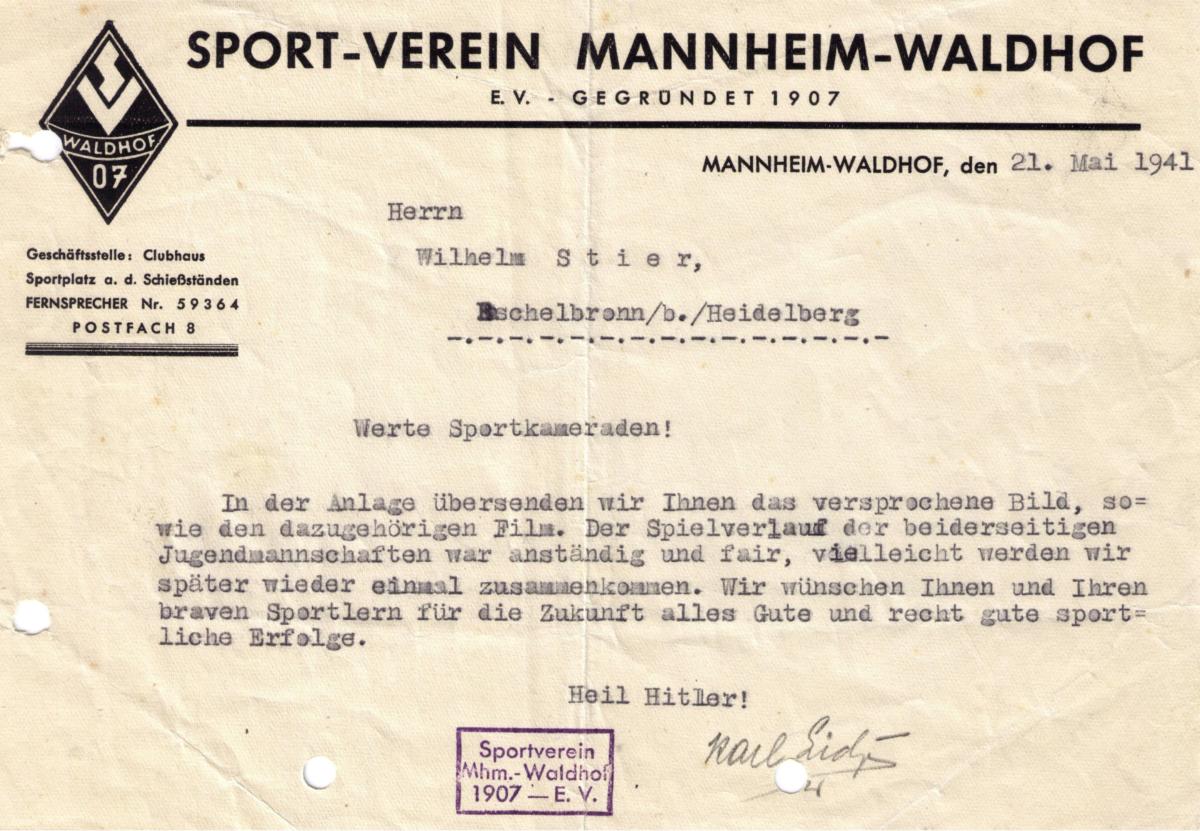 SPORT-VEREIN MANNHEIM-WALDHOF
E. V. - GEGRÜNDET 1907
WALDHOF
07
MANNHEIM-WALDHOF, den 21. Mai 1941
Herrn
Wilhelm S t i e r,
Eschelbronn/b./Heidelberg
-.-.-.-.-.-.-.-.-.-.-.-.-.-.-
Geschäftsstelle: Clubhaus
Sportplatz a. d. Schießständen
FERNSPRECHER Nr. 59364
POSTFACH 8
Werte Sportkameraden!
In der Anlage übersenden wir Ihnen das versprochene Bild, so=
wie den dazugehörigen Film. Der Spielverlauf der beiderseitigen
Jugendmannschaften war anständig und fair, vielleicht werden wir
später wieder einmal zusammenkommen. Wir wünschen Ihnen und Ihren
braven Sportlern für die Zukunft alles Gute und recht gute sport=
liche Erfolge.
Heil Hitler!
Sportverein
Mhm.-Waldhof
1907 — E. V.
Karl